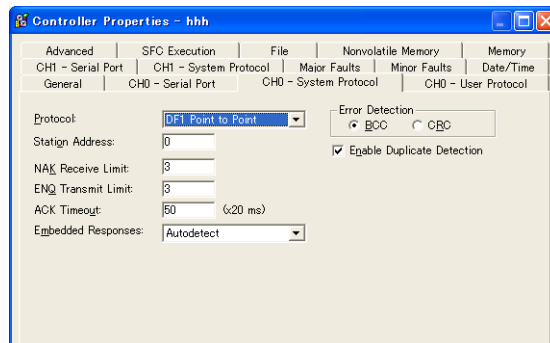 Controller Properties - hhh
Advanced SFC Execution File Nonvolatile Memory Memory
CH1 - Serial Port CH1 - System Protocol Major Faults Minor Faults Date/Time
General CH0 - Serial Port CH0 - System Protocol CH0 - User Protocol
Protocol: DF1 Point to Point
Error Detection
BCC CRC
Station Address: 0
Enable Duplicate Detection
NAK Receive Limit: 3
ENQ Transmit Limit: 3
ACK Timeout: 50 (x20 ms)
Embedded Responses: Autodetect